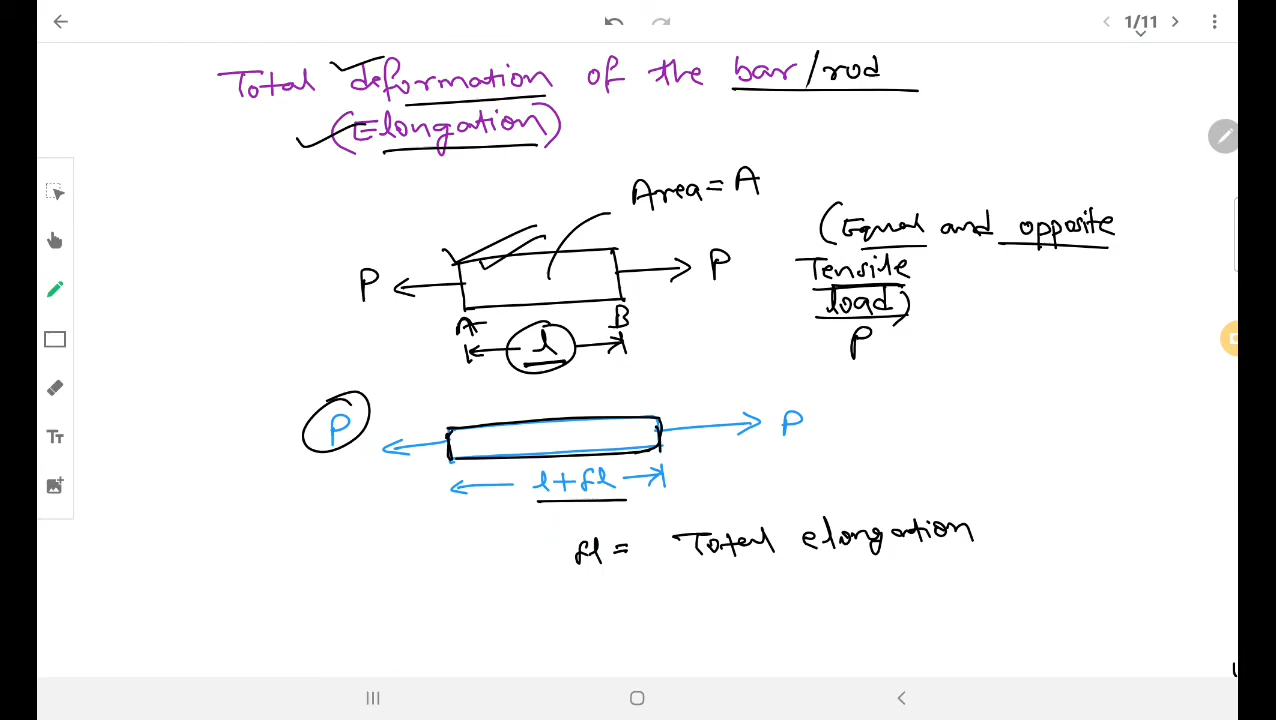 1/11
Total deformation of the bar/rod
(Elongation)
Area = A
(Equal and opposite
Tensile
load)
P
P
P
A
B
l
P
P
l+δl
δl = Total elongation
Tт